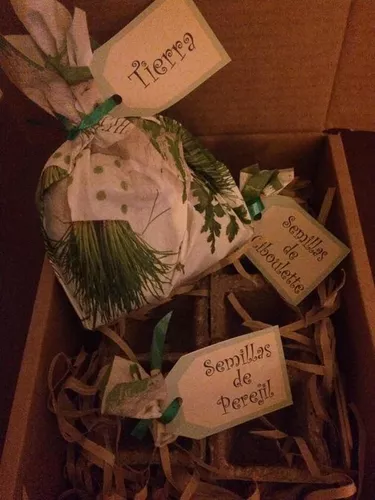 Tierra
Semillas
de
Ciboulette
Semillas
de
Perejil